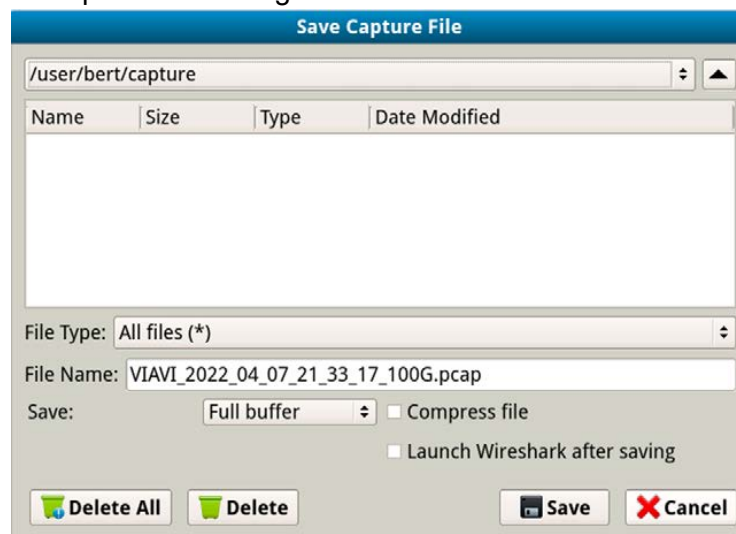 Save Capture File
/user/bert/capture
Name Size Type Date Modified
File Type: All files (*)
File Name: VIAVI_2022_04_07_21_33_17_100G.pcap
Save: Full buffer Compress file
Launch Wireshark after saving
Delete All Delete Save Cancel